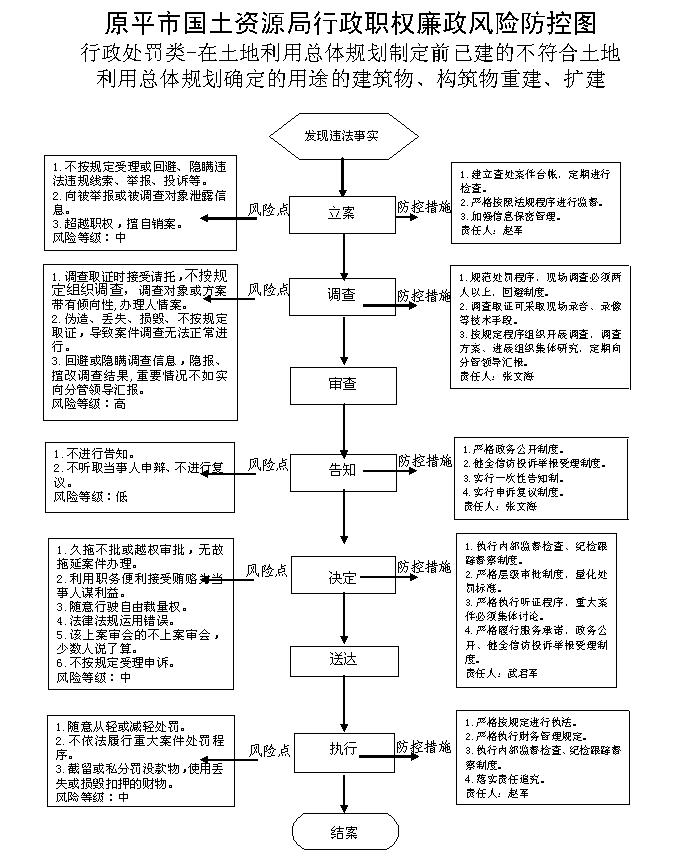 原平市国土资源局行政职权廉政风险防控图
行政处罚类-在土地利用总体规划制定前已建的不符合土地
利用总体规划确定的用途的建筑物、构筑物重建、扩建
发现违法事实
1.不按规定受理或回避、隐瞒违
法违规线索、举报、投诉等。
2.向被举报或被调查对象泄露信
息。
3.超越职权，擅自销案。
风险等级：中
风险点
立案
防控措施
1.建立查处案件台帐，定期进行
检查。
2.严格按照法规程序进行监督。
3.加强信息保密管理。
责任人：赵军
1.调查取证时接受请托，不按规
定组织调查，调查对象或方案
带有倾向性,办理人情案。
2.伪造、丢失、损毁、不按规定
取证，导致案件调查无法正常进
行。
3.回避或隐瞒调查信息，隐报、
擅改调查结果,重要情况不如实
向分管领导汇报。
风险等级：高
风险点
调查
防控措施
1.规范处罚程序，现场调查必须两
人以上，回避制度。
2.调查取证可采取现场录音、录像
等技术手段。
3.按规定程序组织开展调查，调查
方案、进展组织集体研究，定期向
分管领导汇报。
责任人：张文海
审查
1.不进行告知。
2.不听取当事人申辩、不进行复
议。
风险等级：低
风险点
告知
防控措施
1.严格政务公开制度。
2.健全信访投诉举报受理制度。
3.实行一次性告知制。
4.实行申诉复议制度。
责任人：张文海
1.久拖不批或越权审批，无故
拖延案件办理。
2.利用职务便利接受贿赂为当
事人谋利益。
3.随意行驶自由裁量权。
4.法律法规运用错误。
5.该上案审会的不上案审会，
少数人说了算。
6.不按规定受理申诉。
风险等级：中
风险点
决定
防控措施
1.执行内部监督检查、纪检跟
踪督察制度。
2.严格层级审批制度，量化处
罚标准。
3.严格执行听证程序，重大案
件必须集体讨论。
4.严格履行服务承诺，政务公
开、健全信访投诉举报受理制
度。
责任人：武君军
送达
1.随意从轻或减轻处罚。
2.不依法履行重大案件处罚程
序。
3.截留或私分罚没款物,使用丢
失或损毁扣押的财物。
风险等级：中
风险点
执行
防控措施
1.严格按规定进行执法。
2.严格执行财务管理规定。
3.执行内部监督检查、纪检跟踪督
察制度。
4.落实责任追究。
责任人：赵军
结案